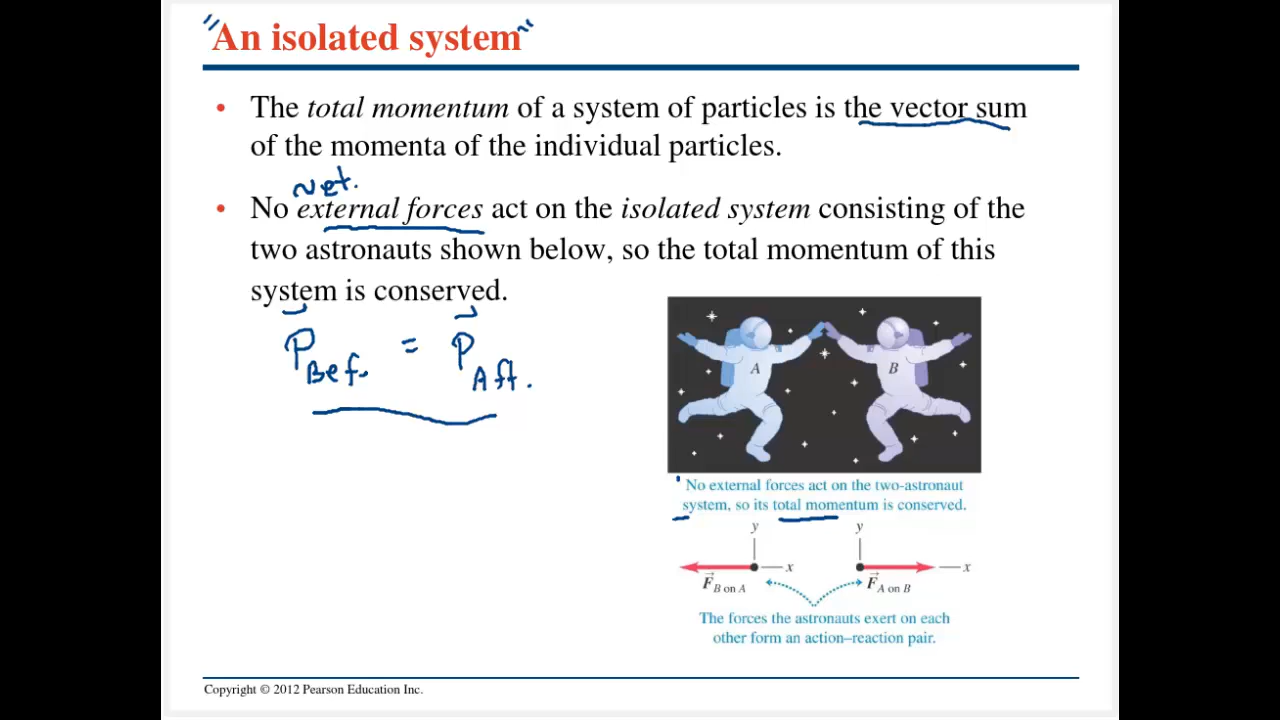 "An isolated system"
• The total momentum of a system of particles is the vector sum
of the momenta of the individual particles.
Net.
• No external forces act on the isolated system consisting of the
two astronauts shown below, so the total momentum of this
system is conserved.
P Bef. = P Aft.
A B
No external forces act on the two-astronaut
system, so its total momentum is conserved.
y y
x x
F B on A F A on B
The forces the astronauts exert on each
other form an action–reaction pair.
Copyright © 2012 Pearson Education Inc.